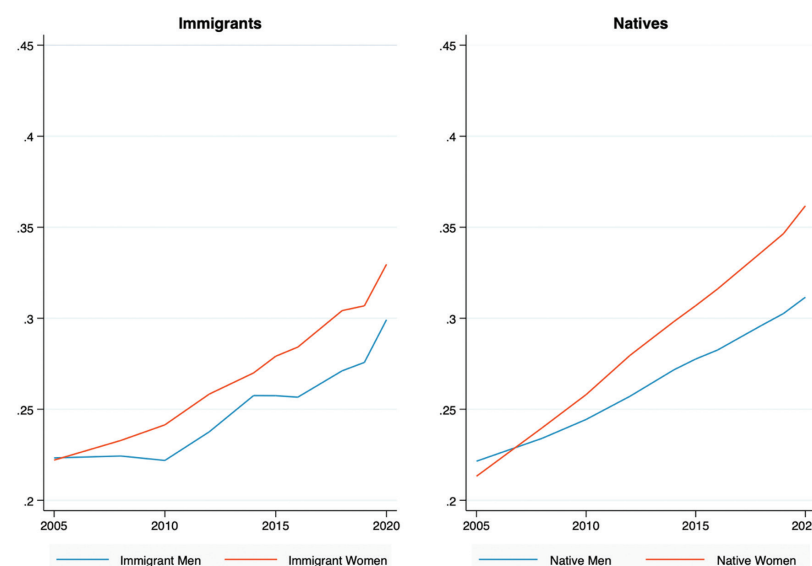 Immigrants
.45
.4
.35
.3
.25
.2
2005 2010 2015 2020
Immigrant Men Immigrant Women
Natives
.45
.4
.35
.3
.25
.2
2005 2010 2015 202
Native Men Native Women